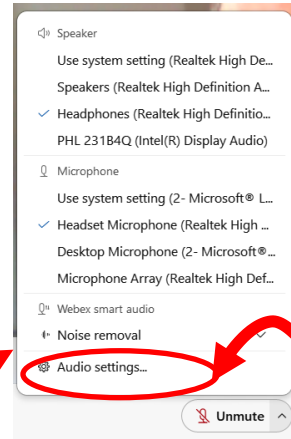 Speaker
Use system setting (Realtek High De...
Speakers (Realtek High Definition A...
Headphones (Realtek High Definitio...
PHL 231B4Q (Intel(R) Display Audio)
Microphone
Use system setting (2- Microsoft® L...
Headset Microphone (Realtek High ...
Desktop Microphone (2- Microsoft®...
Microphone Array (Realtek High Def...
Webex smart audio
Noise removal
Audio settings...
Unmute